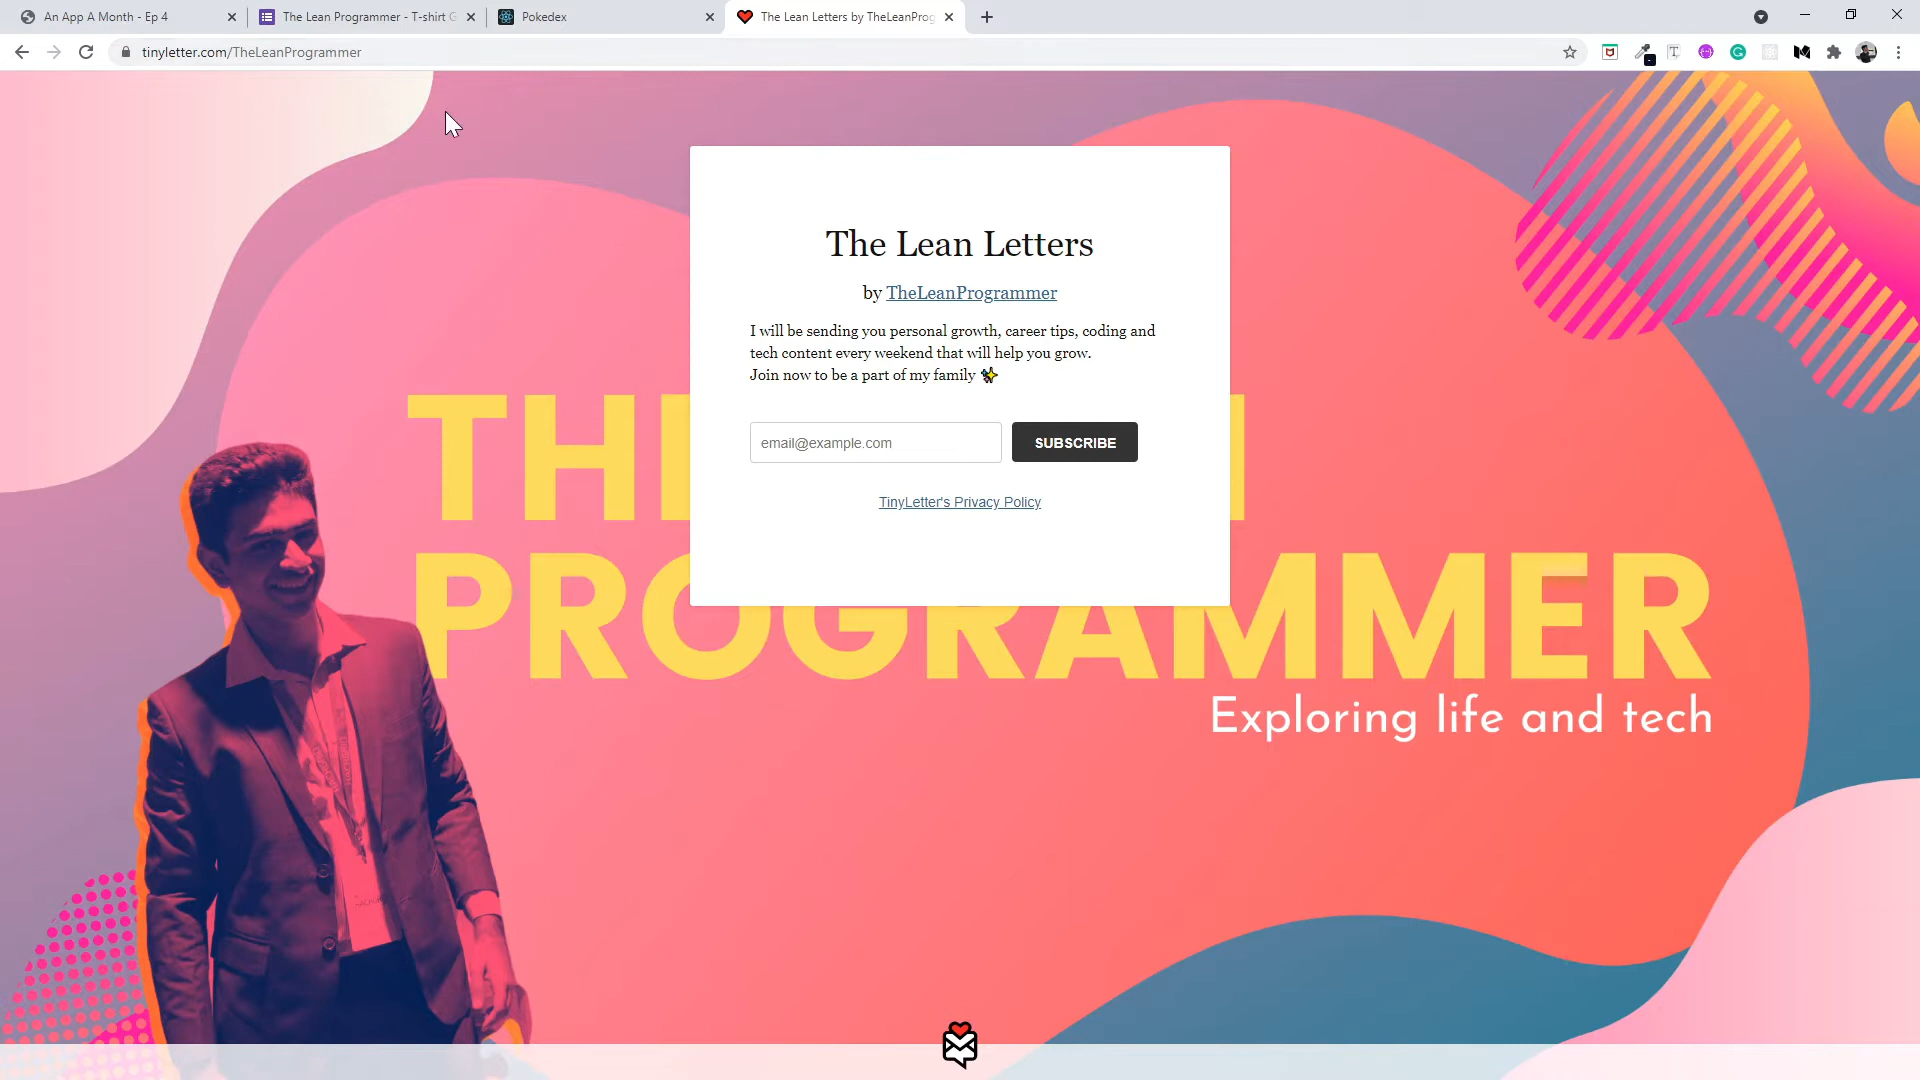 An App A Month - Ep 4
The Lean Programmer - T-shirt G
Pokedex
The Lean Letters by TheLeanProg
tinyletter.com/TheLeanProgrammer
The Lean Letters
by TheLeanProgrammer
I will be sending you personal growth, career tips, coding and
tech content every weekend that will help you grow.
Join now to be a part of my family ✨
email@example.com
SUBSCRIBE
TinyLetter's Privacy Policy
TH
PROGRAMMER
Exploring life and tech